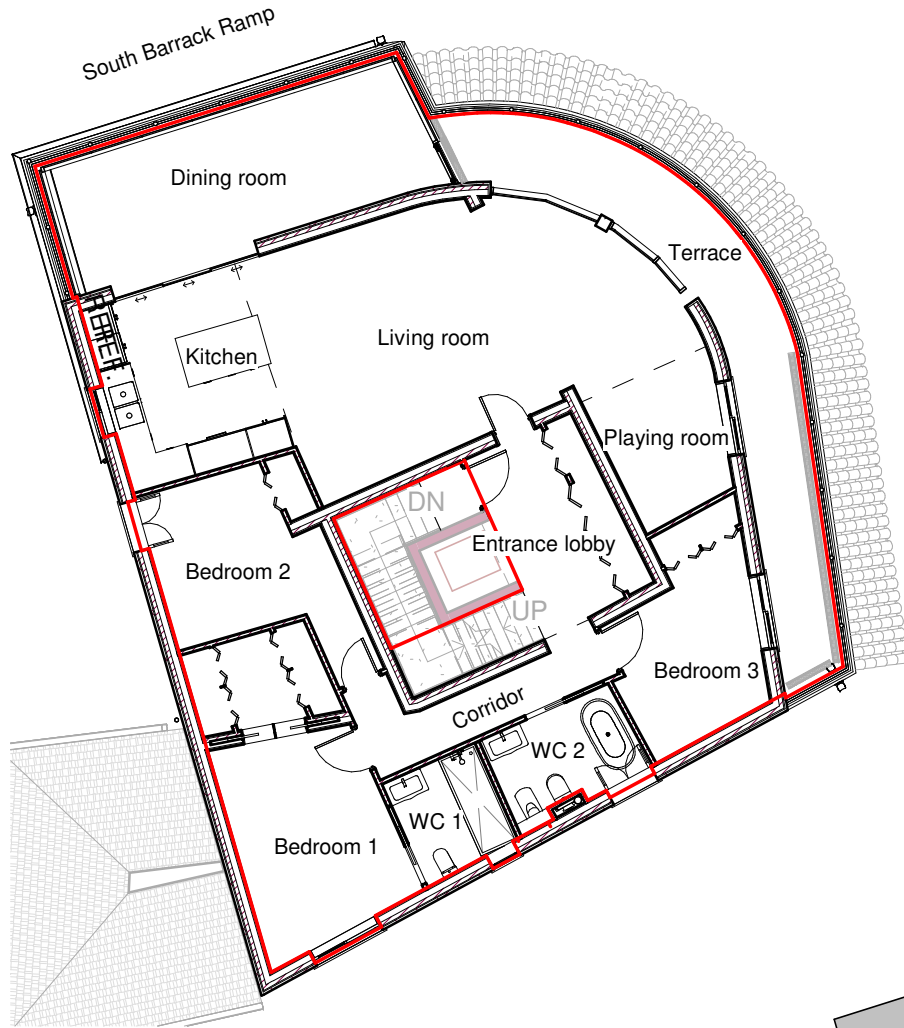 South Barrack Ramp
Dining room
Terrace
Living room
Kitchen
Playing room
DN
Entrance lobby
Bedroom 2
UP
Bedroom 3
Corridor
WC 2
WC 1
Bedroom 1